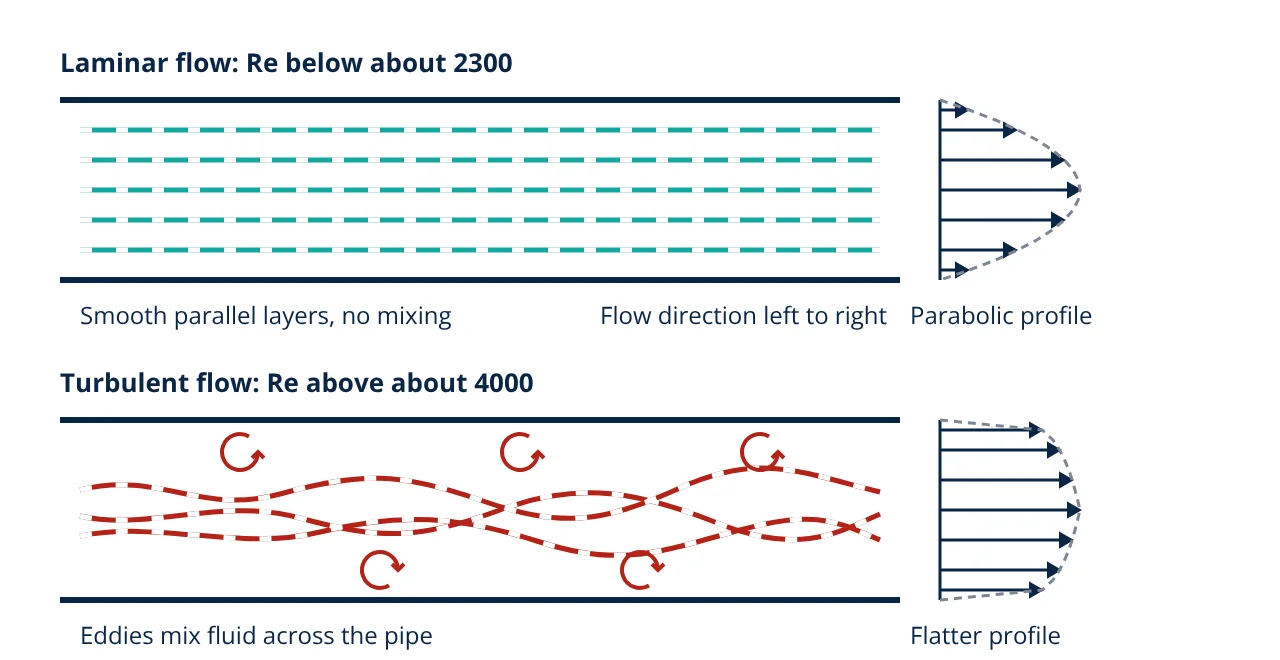 Laminar flow: Re below about 2300
Smooth parallel layers, no mixing
Flow direction left to right
Parabolic profile
Turbulent flow: Re above about 4000
Eddies mix fluid across the pipe
Flatter profile